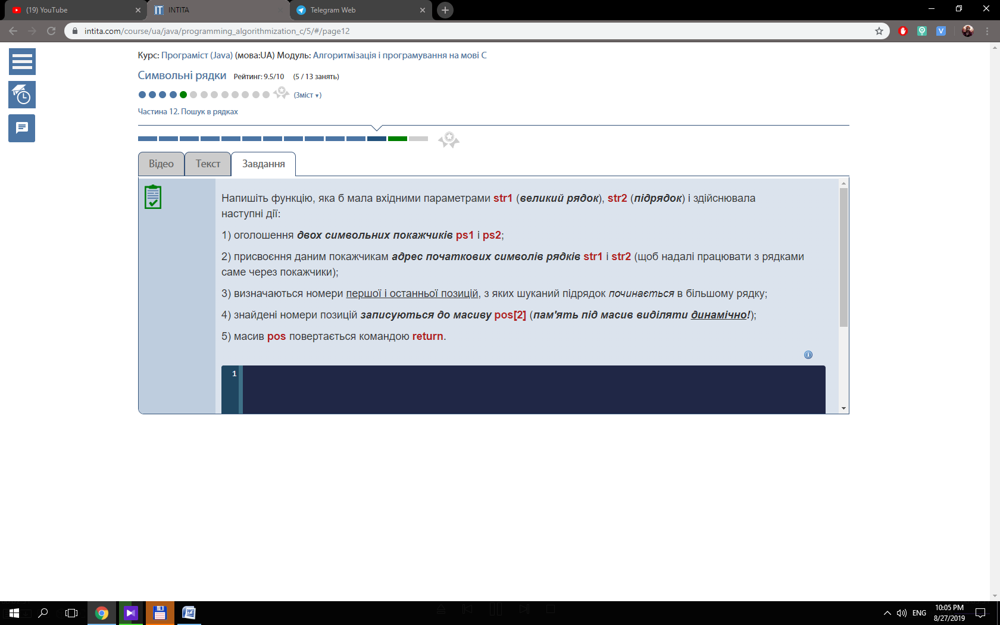 (19) YouTube
INTITA
Telegram Web
intita.com/course/ua/java/programming_algorithmization_c/5/#/page12
Курс: Програміст (Java) (мова:UA) Модуль: Алгоритмізація і програмування на мові С
Символьні рядки Рейтинг: 9.5/10 (5 / 13 занять)
(Зміст ▾)
Частина 12. Пошук в рядках
Відео
Текст
Завдання
Напишіть функцію, яка б мала вхідними параметрами str1 (великий рядок), str2 (підрядок) і здійснювала
наступні дії:
1) оголошення двох символьних покажчиків ps1 і ps2;
2) присвоєння даним покажчикам адрес початкових символів рядків str1 і str2 (щоб надалі працювати з рядками
саме через покажчики);
3) визначаються номери першої і останньої позицій, з яких шуканий підрядок починається в більшому рядку;
4) знайдені номери позицій записуються до масиву pos[2] (пам'ять під масив виділяти динамічно!);
5) масив pos повертається командою return.
1
ENG
10:05 PM
8/27/2019